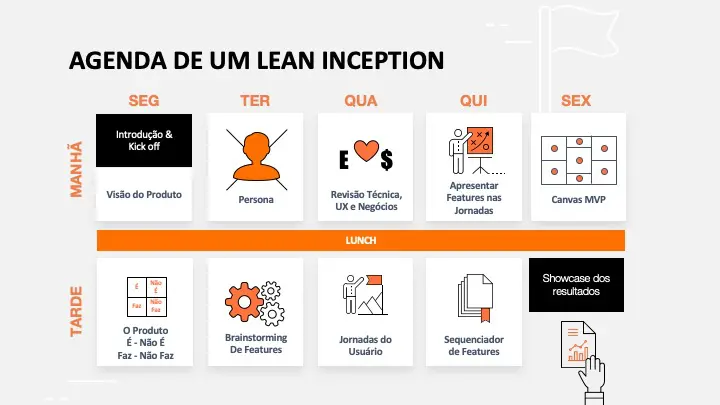 AGENDA DE UM LEAN INCEPTION
SEG
TER
QUA
QUI
SEX
MANHÃ
Introdução &
Kick off
Visão do Produto
Persona
E $
Revisão Técnica,
UX e Negócios
Apresentar
Features nas
Jornadas
Canvas MVP
LUNCH
TARDE
É
Não
É
Faz
Não
Faz
O Produto
É - Não É
Faz - Não Faz
Brainstorming
De Features
Jornadas do
Usuário
Sequenciador
de Features
Showcase dos
resultados